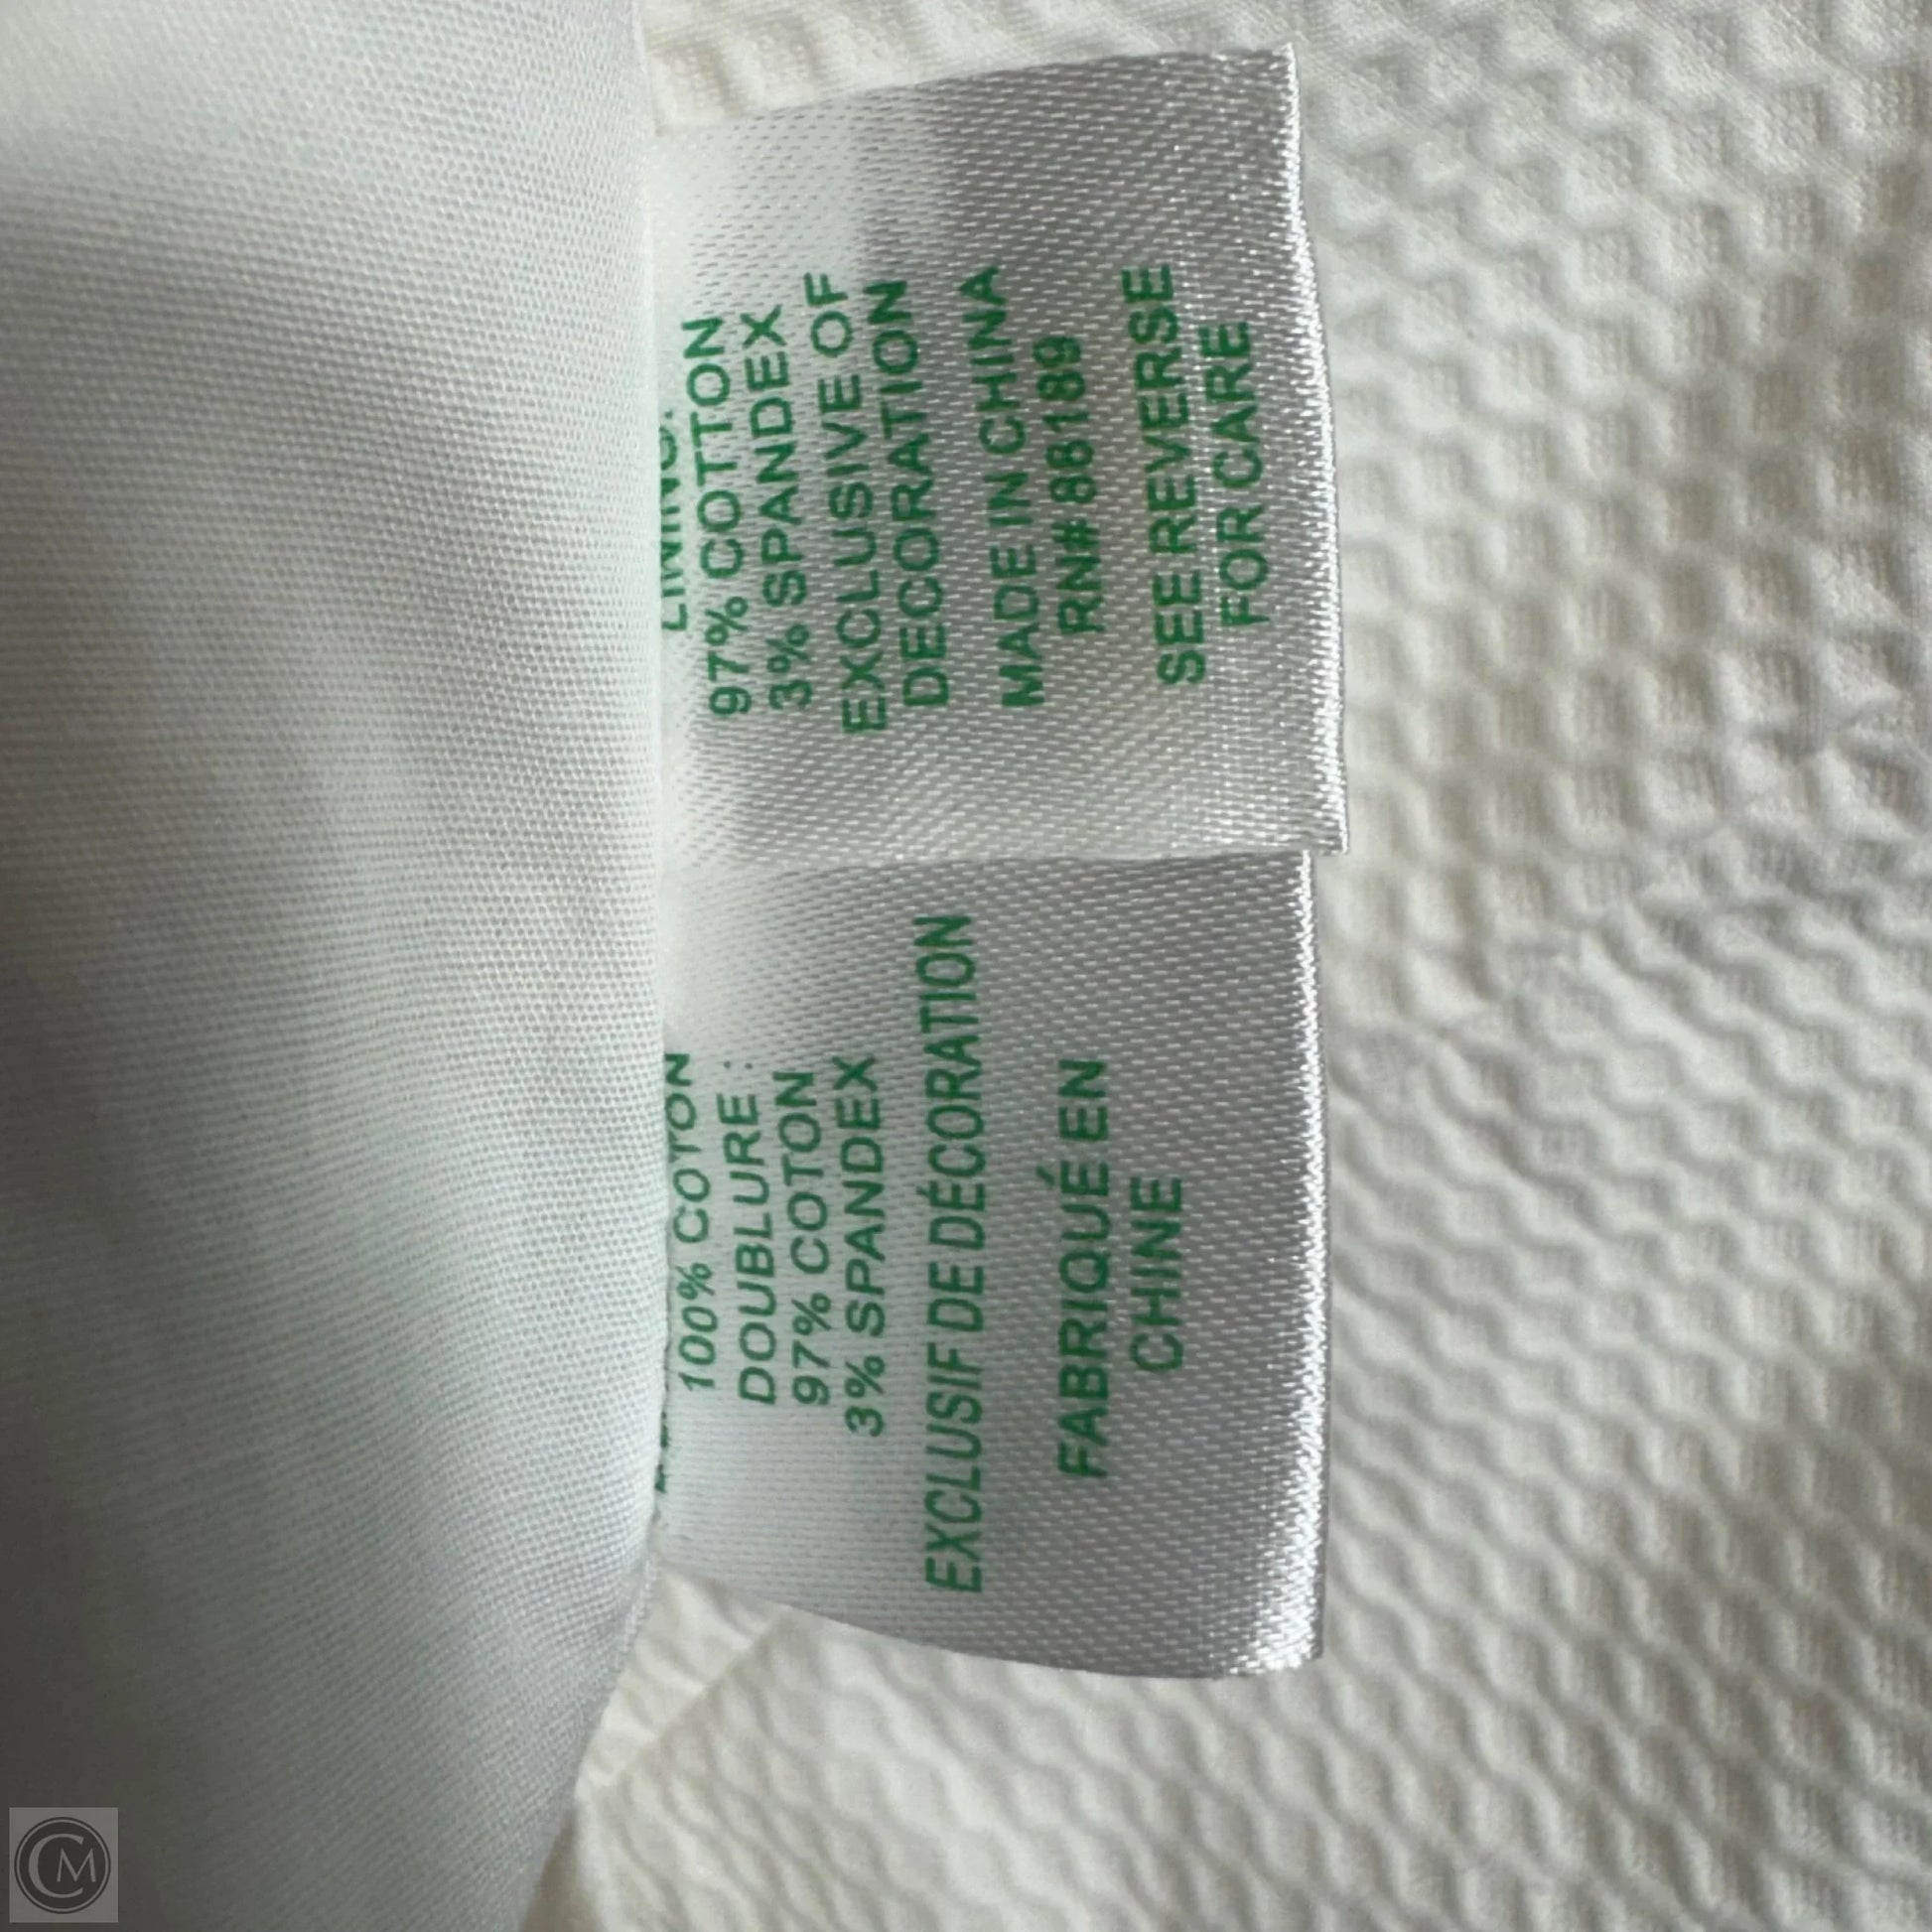 LINING:
97% COTTON
3% SPANDEX
EXCLUSIVE OF
DECORATION
MADE IN CHINA
RN# 88189
SEE REVERSE
FOR CARE
100% COTON
DOUBLURE :
97% COTON
3% SPANDEX
EXCLUSIF DE DÉCORATION
FABRIQUÉ EN
CHINE
CM